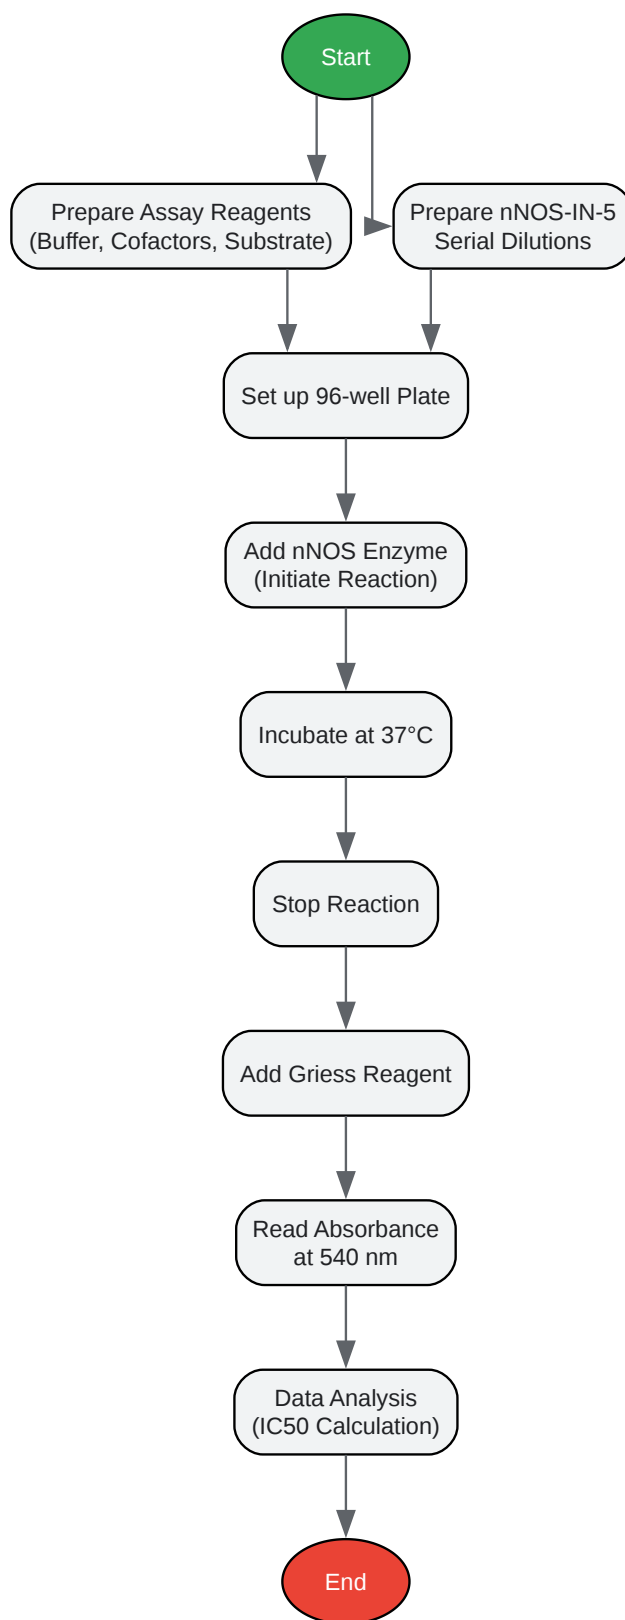 Start
Prepare Assay Reagents
(Buffer, Cofactors, Substrate)
Prepare nNOS-IN-5
Serial Dilutions
Set up 96-well Plate
Add nNOS Enzyme
(Initiate Reaction)
Incubate at 37°C
Stop Reaction
Add Griess Reagent
Read Absorbance
at 540 nm
Data Analysis
(IC50 Calculation)
End